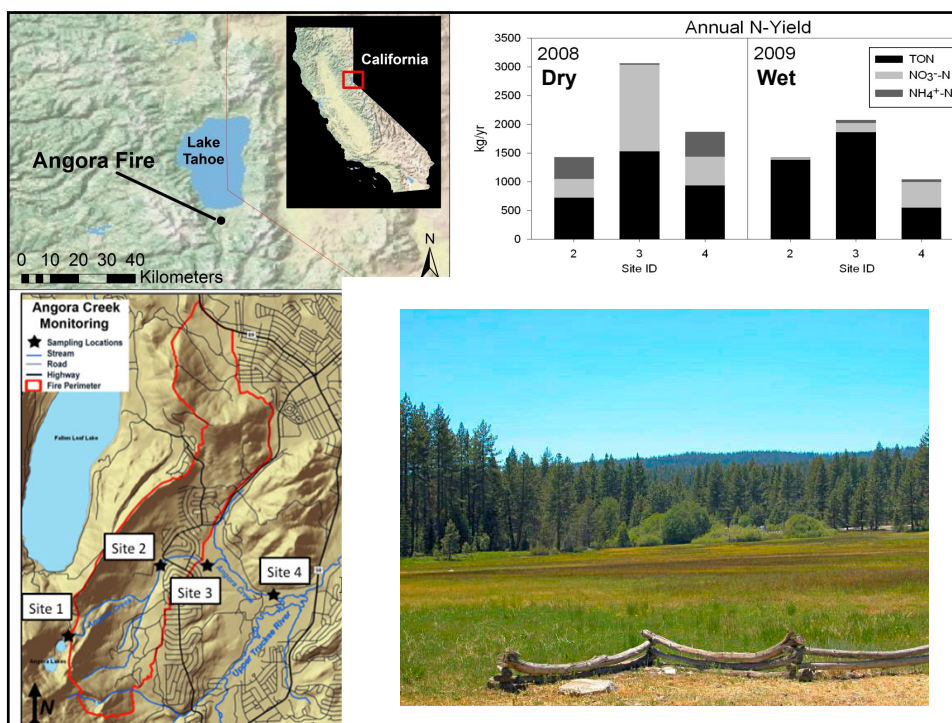 California
Lake
Tahoe
Angora Fire
0 10 20 30 40
Kilometers
N
Annual N-Yield
2008
Dry
2009
Wet
TON
NO₃⁻-N
NH₄⁺-N
kg/yr
3500
3000
2500
2000
1500
1000
500
0
2 3 4 2 3 4
Site ID Site ID
Angora Creek
Monitoring
Sampling Locations
Stream
Road
Highway
Fire Perimeter
Fallen Leaf Lake
Site 2
Site 3
Site 4
Site 1
Angora Creek
Upper Truckee River
Angora Lakes
N